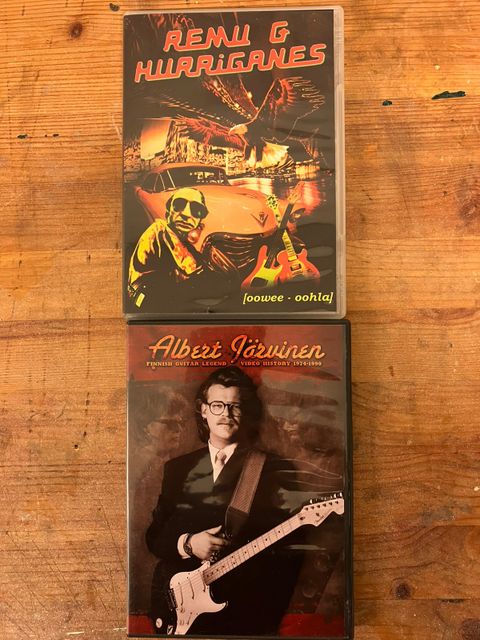 REMU &
HURRiGANES
[oowee - oohla]
Albert Järvinen
FINNISH GUITAR LEGEND • VIDEO HISTORY 1974-1990